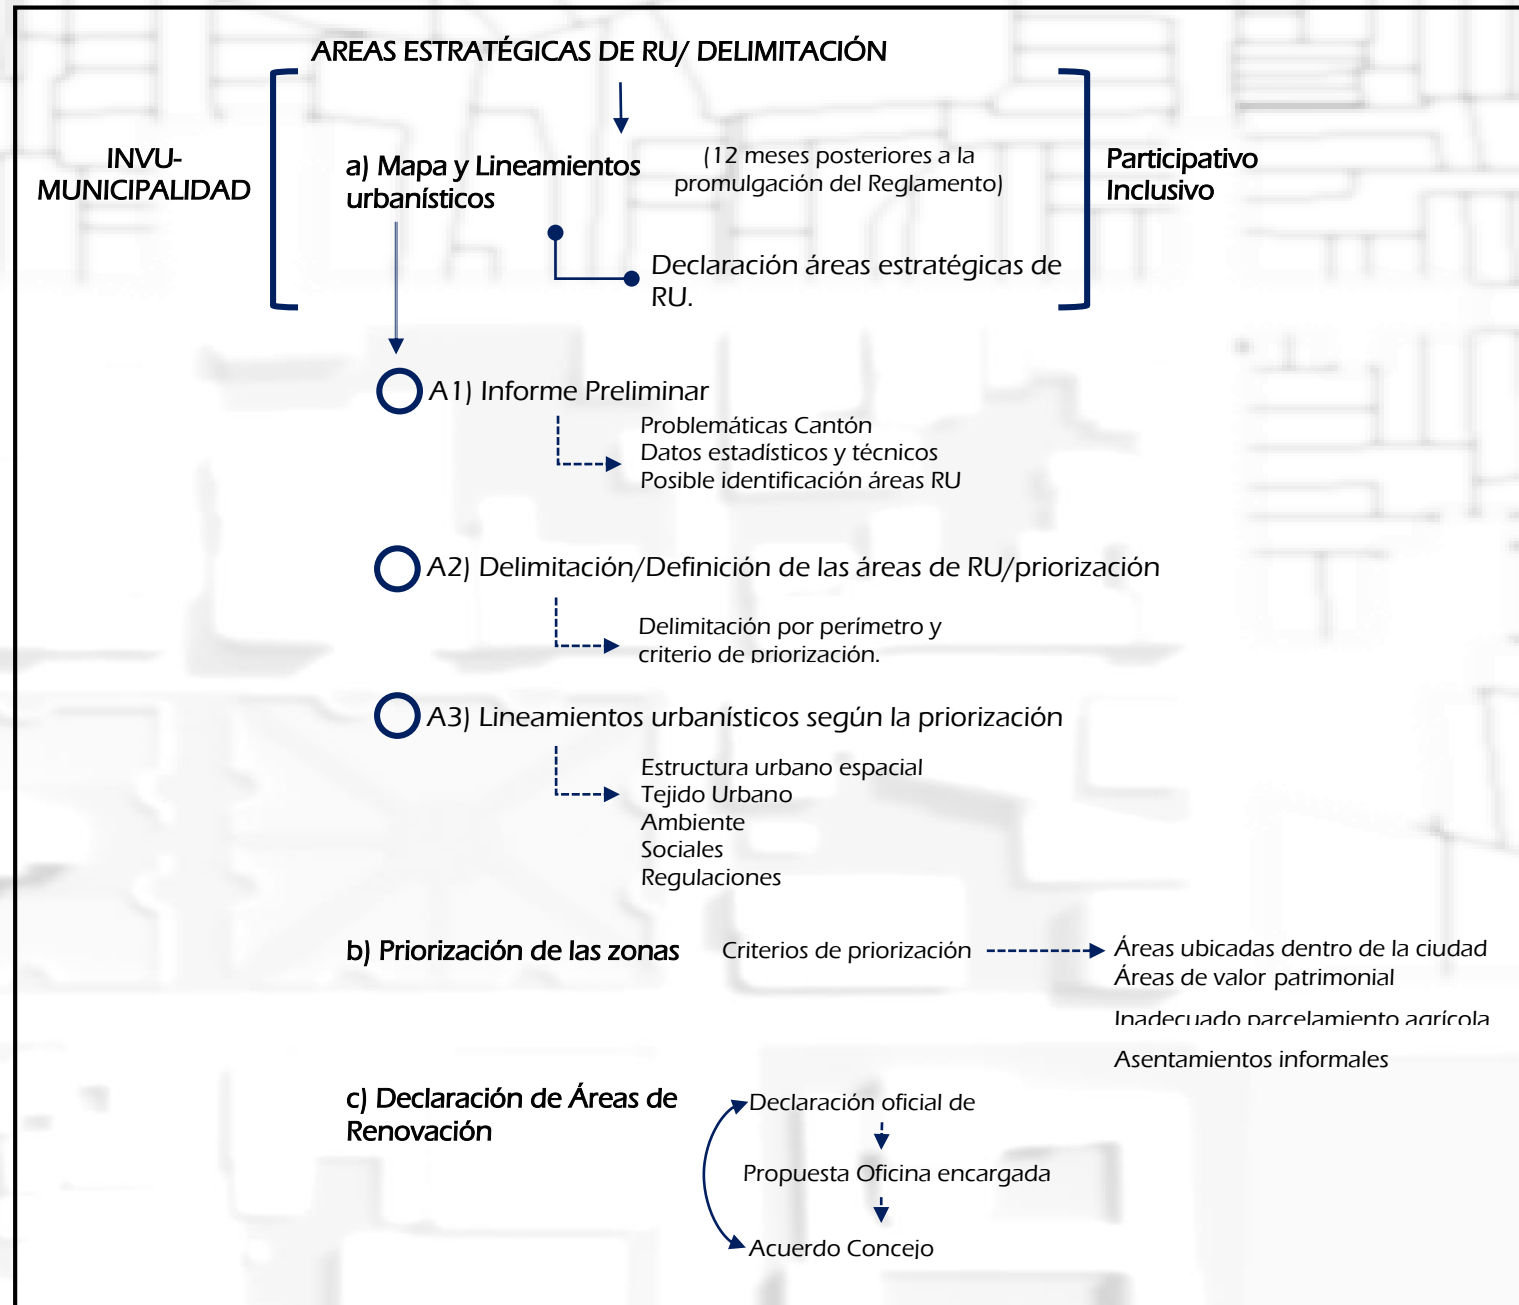 AREAS ESTRATÉGICAS DE RU/ DELIMITACIÓN
INVU-
MUNICIPALIDAD
a) Mapa y Lineamientos
urbanísticos
(12 meses posteriores a la
promulgación del Reglamento)
Participativo
Inclusivo
Declaración áreas estratégicas de
RU.
A1) Informe Preliminar
Problemáticas Cantón
Datos estadísticos y técnicos
Posible identificación áreas RU
A2) Delimitación/Definición de las áreas de RU/priorización
Delimitación por perímetro y
criterio de priorización.
A3) Lineamientos urbanísticos según la priorización
Estructura urbano espacial
Tejido Urbano
Ambiente
Sociales
Regulaciones
b) Priorización de las zonas
Criterios de priorización
Áreas ubicadas dentro de la ciudad
Áreas de valor patrimonial
Inadecuado parcelamiento agrícola
Asentamientos informales
c) Declaración de Áreas de
Renovación
Declaración oficial de
Propuesta Oficina encargada
Acuerdo Concejo